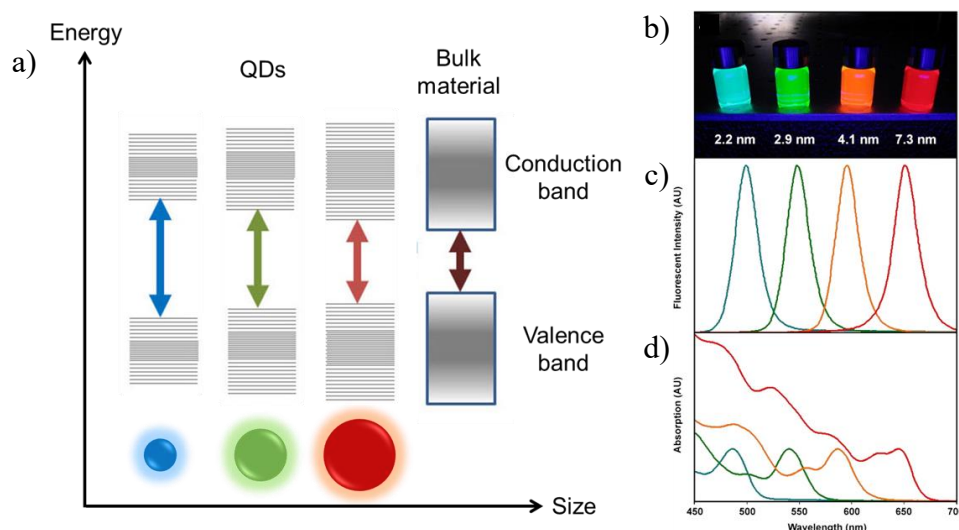 a)
Energy
QDs
Bulk
material
Conduction
band
Valence
band
Size
b)
2.2 nm 2.9 nm 4.1 nm 7.3 nm
c)
Fluorescent Intensity (AU)
d)
Absorption (AU)
450 500 550 600 650 70
Wavelength (nm)